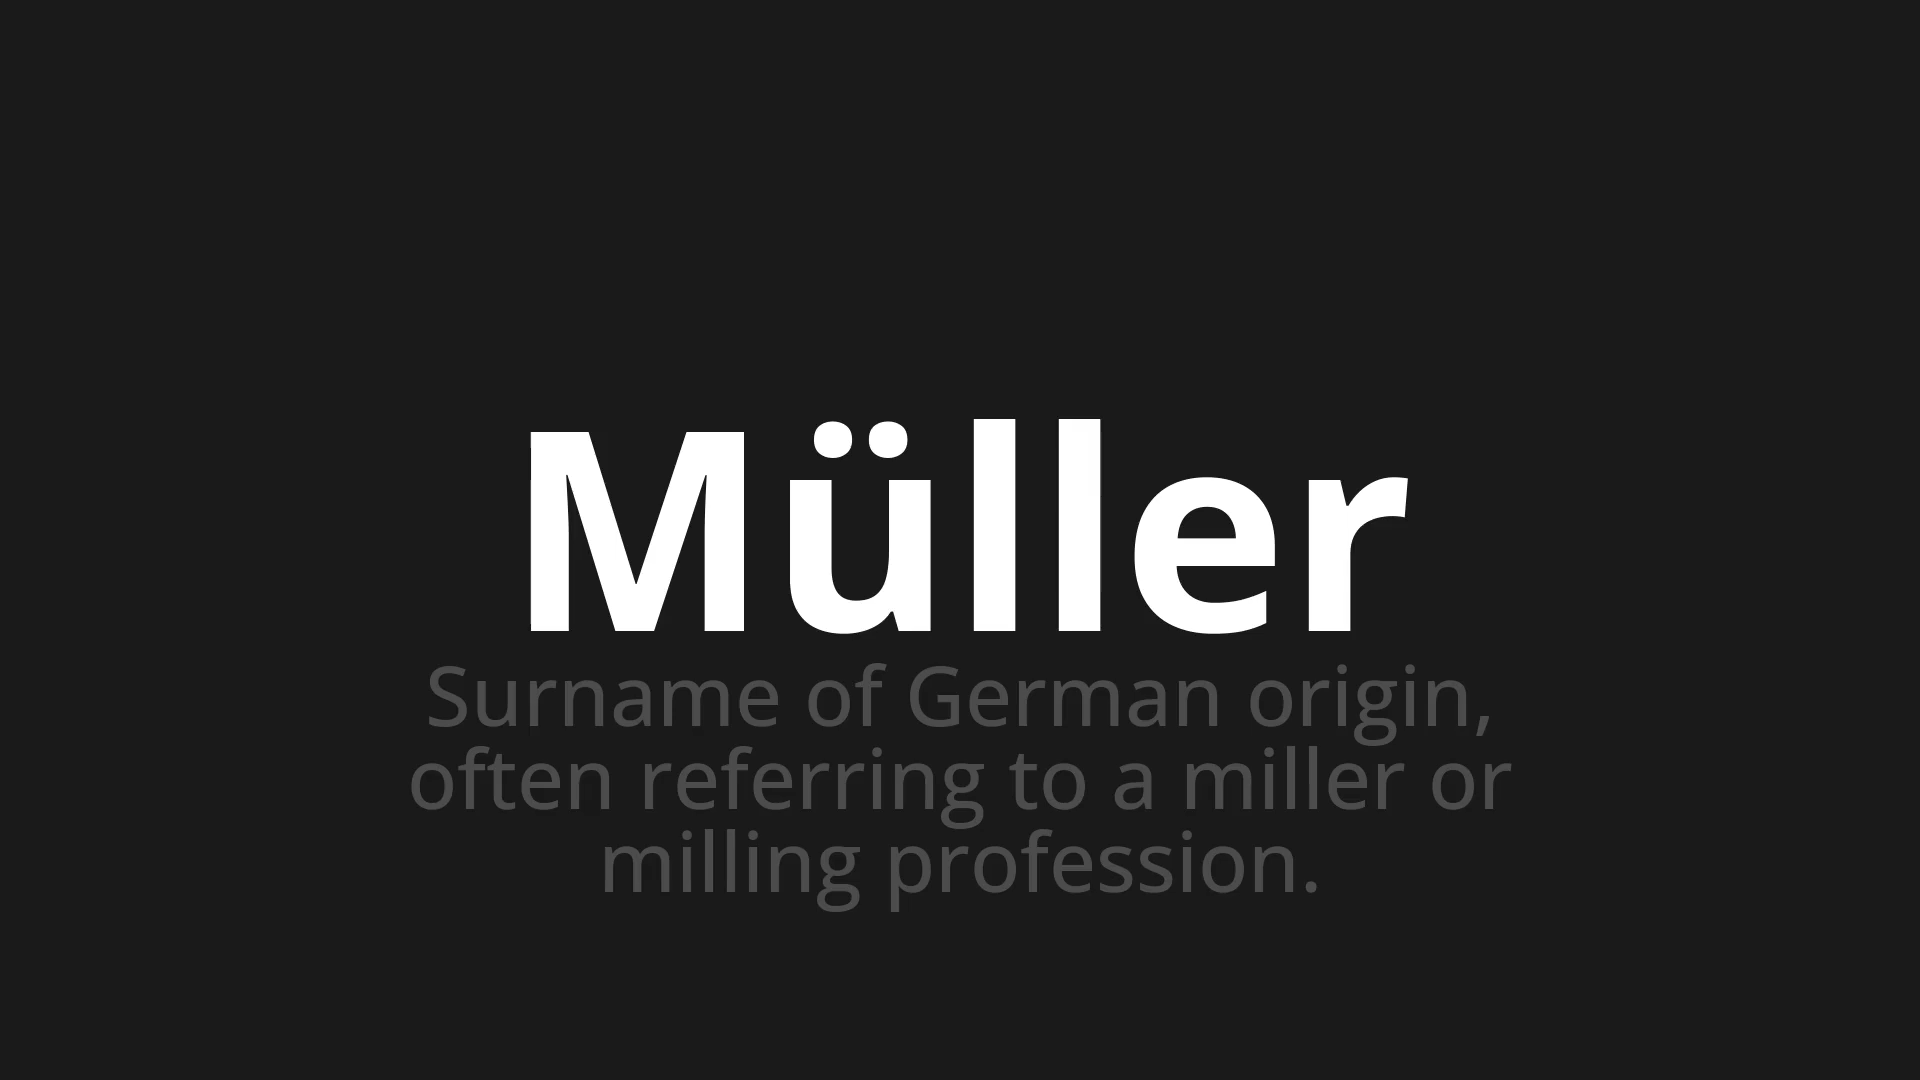 Müller
Surname of German origin,
often referring to a miller or
milling profession.